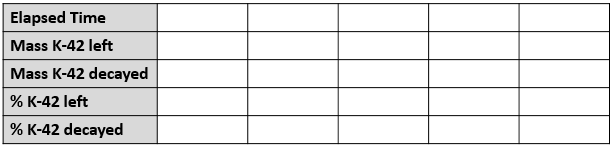 Elapsed Time
Mass K-42 left
Mass K-42 decayed
% K-42 left
% K-42 decayed